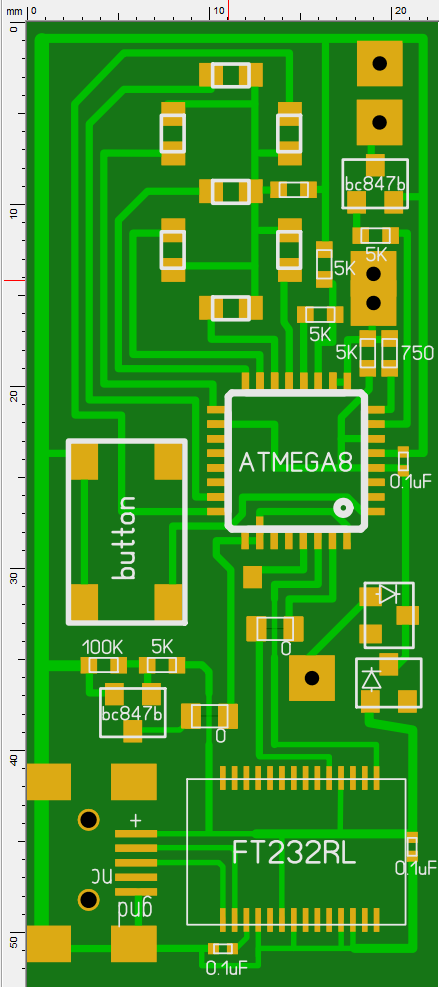 mm 0 10 20
0
bc847b
10
5K
5K
5K
5K 750
20
ATMEGA8
0.1uF
button
30
0
100K 5K
bc847b
0
40
+
FT232RL
nc
0.1uF
gnd
50
0.1uF